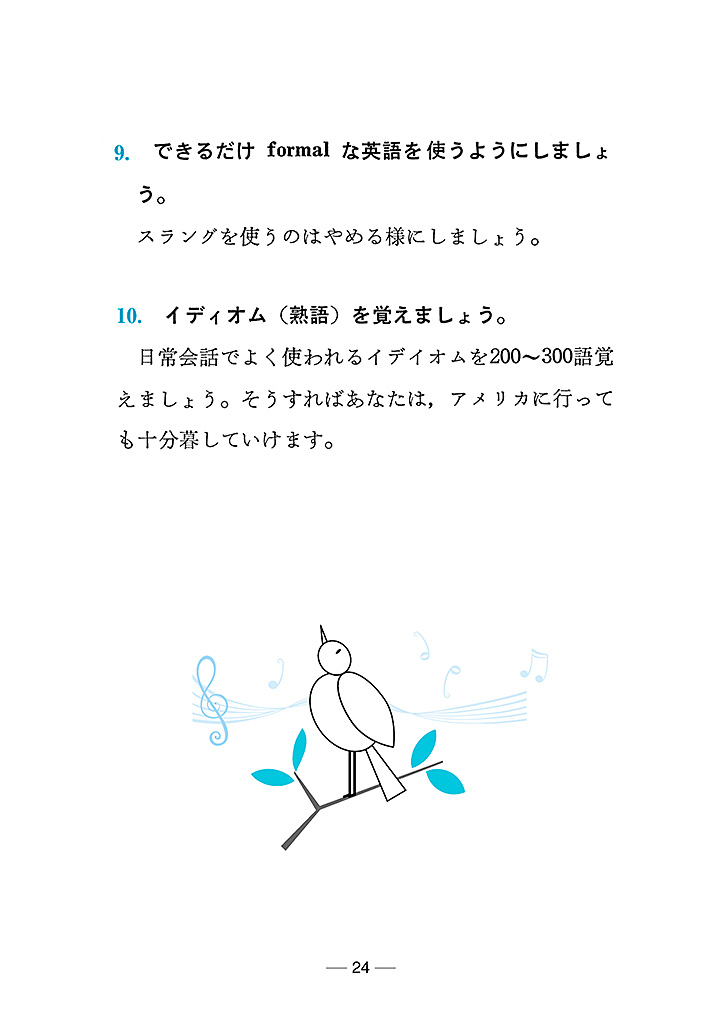 9. できるだけ formal な英語を使うようにしましょ
う。
スラングを使うのはやめる様にしましょう。
10. イディオム（熟語）を覚えましょう。
日常会話でよく使われるイデイオムを200〜300語覚
えましょう。そうすればあなたは，アメリカに行って
も十分暮していけます。
— 24 —